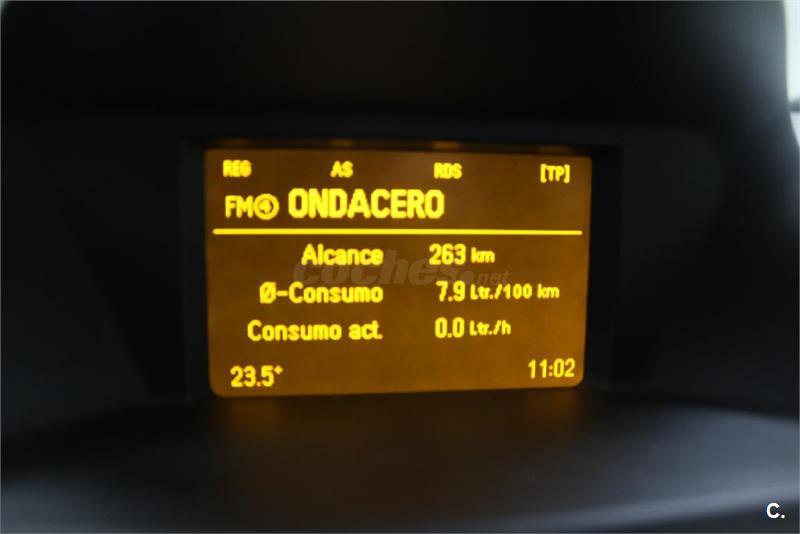 REG AS RDS [TP]
FM4 ONDACERO
Alcance 263 km
coches.net
Ø-Consumo 7.9 Ltr./100 km
Consumo act. 0.0 Ltr./h
23.5° 11:02
C.